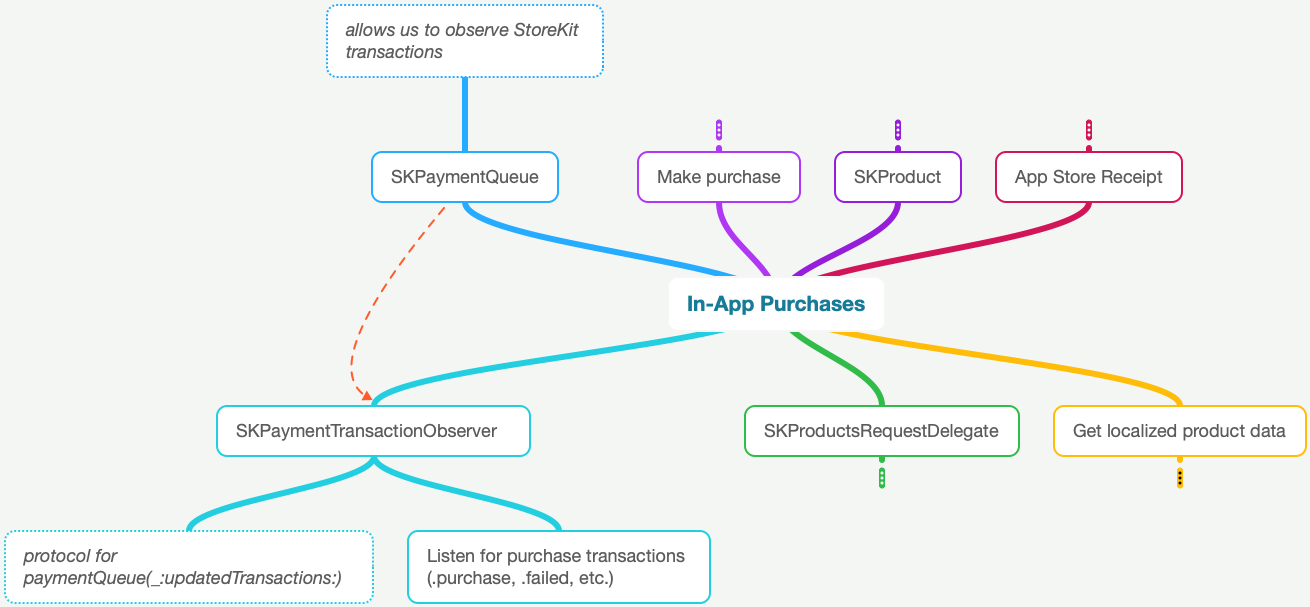 allows us to observe StoreKit
transactions
SKPaymentQueue
Make purchase
SKProduct
App Store Receipt
In-App Purchases
SKPaymentTransactionObserver
SKProductsRequestDelegate
Get localized product data
protocol for
paymentQueue(_:updatedTransactions:)
Listen for purchase transactions
(.purchase, .failed, etc.)